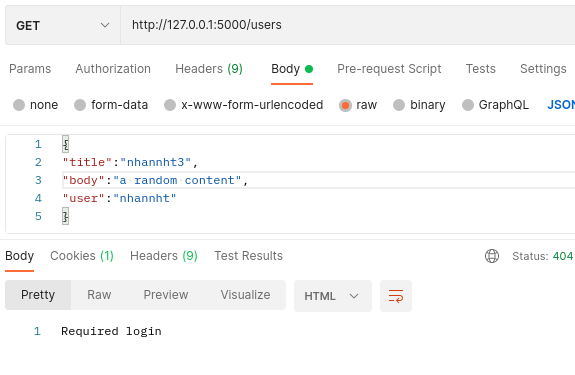 GET http://127.0.0.1:5000/users
Params Authorization Headers (9) Body Pre-request Script Tests Settings
none form-data x-www-form-urlencoded raw binary GraphQL JSON
1 {
2 "title":"nhannht3",
3 "body":"a random content",
4 "user":"nhannht"
5 }
Body Cookies (1) Headers (9) Test Results Status: 404
Pretty Raw Preview Visualize HTML
1 Required login